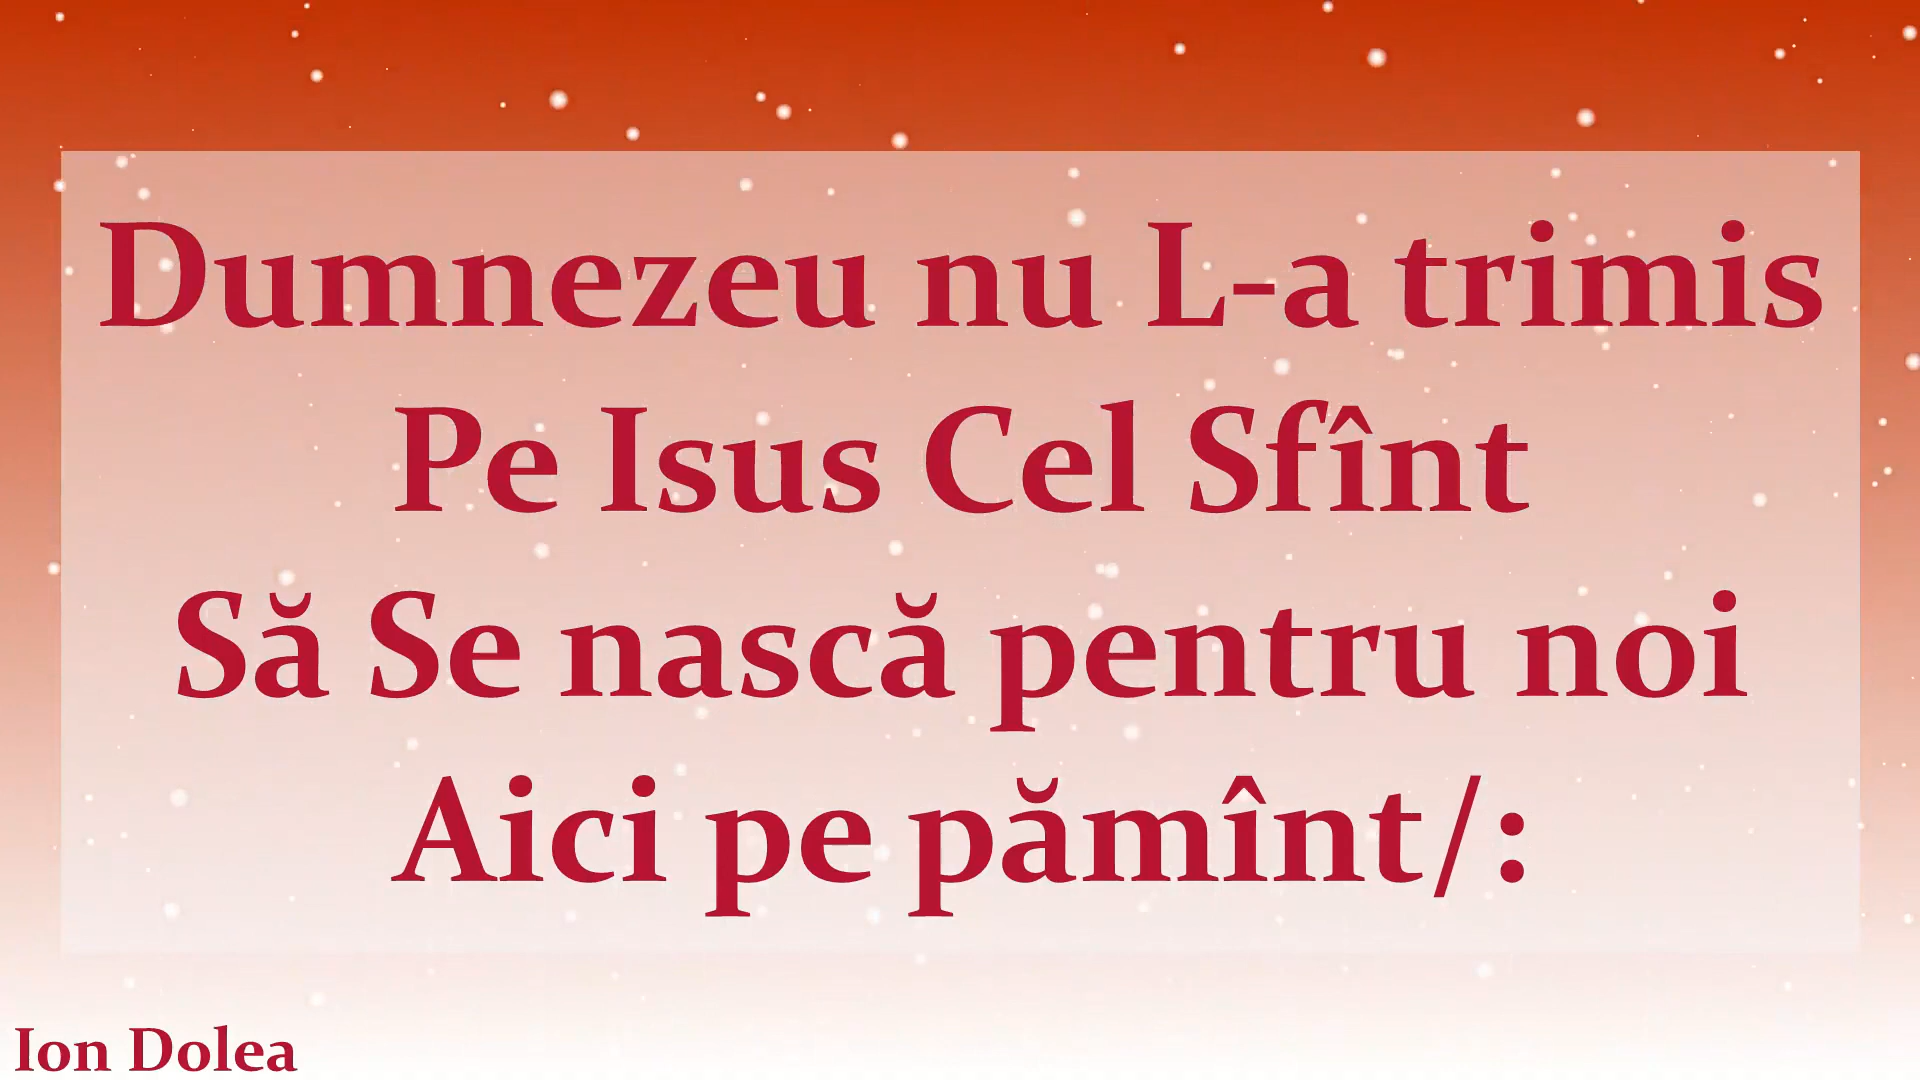 Dumnezeu nu L-a trimis
Pe Isus Cel Sfînt
Să Se nască pentru noi
Aici pe pămînt/:
Ion Dolea